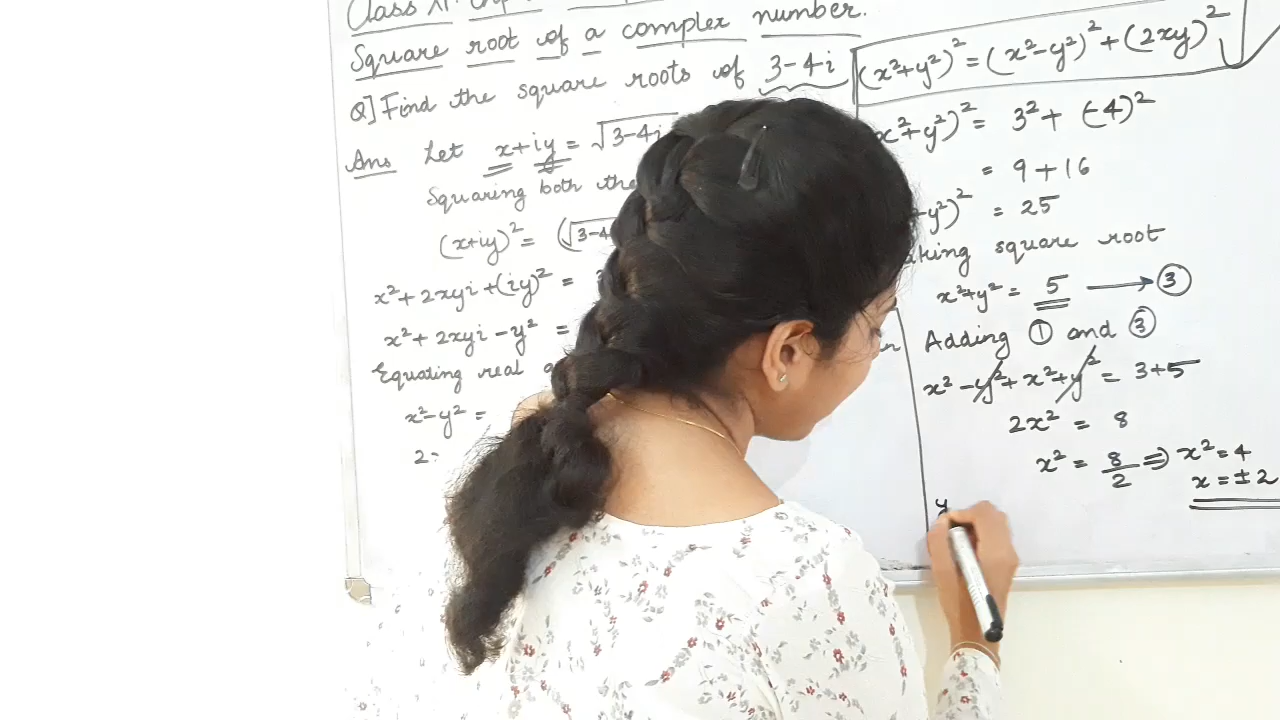 Class XI
Square root of a complex number.
Q] Find the square roots of 3-4i
Ans Let x+iy = √3-4i
Squaring both the
(x+iy)² = (√3-4
x² + 2xyi + (iy)² =
x² + 2xyi - y² =
Equating real
x²-y² =
2
(x²+y²)² = (x²-y²)² + (2xy)²
x²+y²)² = 3² + (-4)²
= 9 + 16
y²)² = 25
square root
x²+y² = 5 → ③
Adding ① and ③
x² - y² + x² + y² = 3+5
2x² = 8
x² = 8/2 ⇒ x² = 4
x = ±2
y